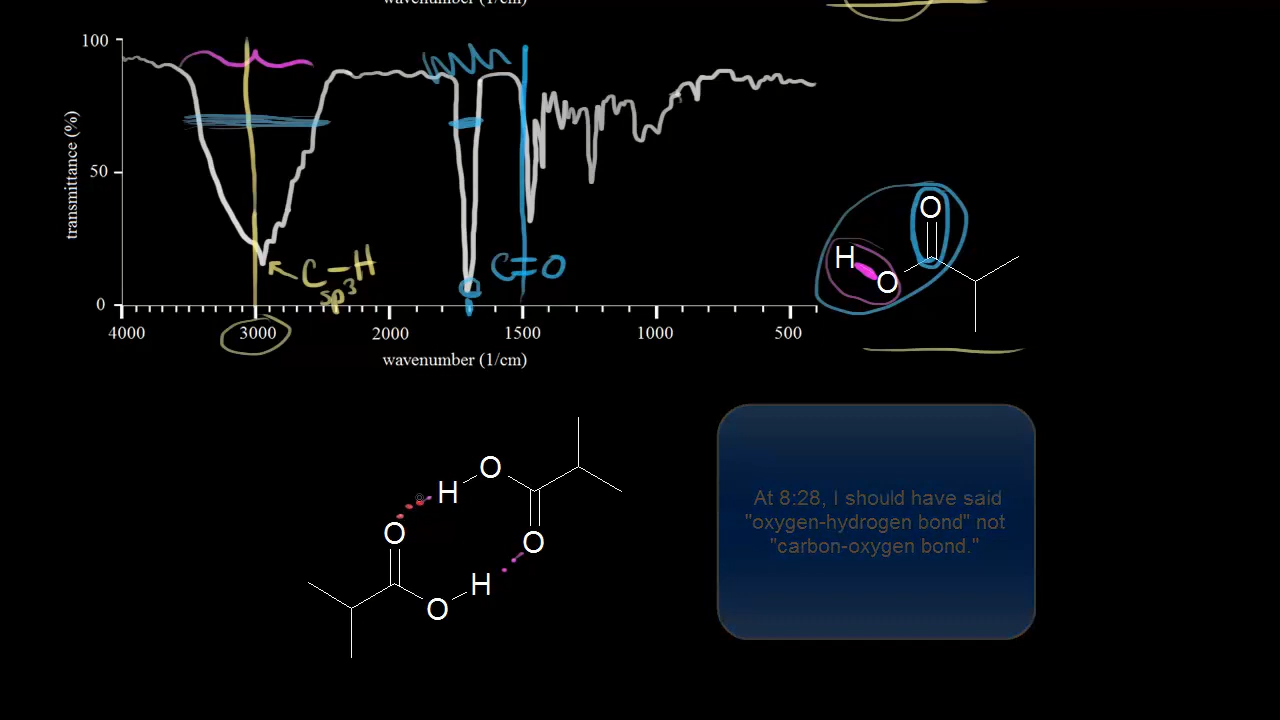 wavenumber (1/cm)
100
50
0
transmittance (%)
C-H
sp3
C=O
4000 3000 2000 1500 1000 500
wavenumber (1/cm)
O
H
O
O
H
O
O
H
O
At 8:28, I should have said
"oxygen-hydrogen bond" not
"carbon-oxygen bond."